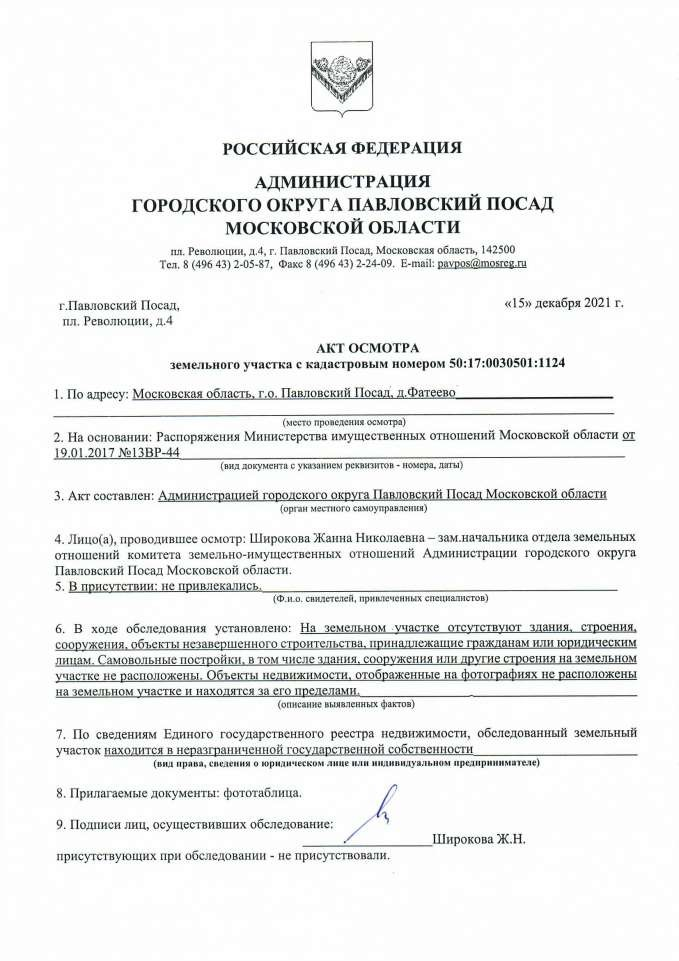 РОССИЙСКАЯ ФЕДЕРАЦИЯ
АДМИНИСТРАЦИЯ
ГОРОДСКОГО ОКРУГА ПАВЛОВСКИЙ ПОСАД
МОСКОВСКОЙ ОБЛАСТИ
пл. Революции, д.4, г. Павловский Посад, Московская область, 142500
Тел. 8 (496 43) 2-05-87, Факс 8 (496 43) 2-24-09. E-mail: pavpos@mosreg.ru
г.Павловский Посад, «15» декабря 2021 г.
пл. Революции, д.4
АКТ ОСМОТРА
земельного участка с кадастровым номером 50:17:0030501:1124
1. По адресу: Московская область, г.о. Павловский Посад, д.Фатеево
(место проведения осмотра)
2. На основании: Распоряжения Министерства имущественных отношений Московской области от
19.01.2017 №13ВР-44
(вид документа с указанием реквизитов - номера, даты)
3. Акт составлен: Администрацией городского округа Павловский Посад Московской области
(орган местного самоуправления)
4. Лицо(а), проводившее осмотр: Широкова Жанна Николаевна – зам.начальника отдела земельных
отношений комитета земельно-имущественных отношений Администрации городского округа
Павловский Посад Московской области.
5. В присутствии: не привлекались.
(Ф.и.о. свидетелей, привлеченных специалистов)
6. В ходе обследования установлено: На земельном участке отсутствуют здания, строения,
сооружения, объекты незавершенного строительства, принадлежащие гражданам или юридическим
лицам. Самовольные постройки, в том числе здания, сооружения или другие строения на земельном
участке не расположены. Объекты недвижимости, отображенные на фотографиях не расположены
на земельном участке и находятся за его пределами.
(описание выявленных фактов)
7. По сведениям Единого государственного реестра недвижимости, обследованный земельный
участок находится в неразграниченной государственной собственности
(вид права, сведения о юридическом лице или индивидуальном предпринимателе)
8. Прилагаемые документы: фототаблица.
9. Подписи лиц, осуществивших обследование:
Широкова Ж.Н.
присутствующих при обследовании - не присутствовали.